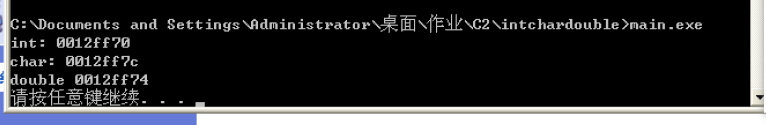 C:\Documents and Settings\Administrator\桌面\作业\C2\intchardouble>main.exe
int: 0012ff70
char: 0012ff7c
double 0012ff74
请按任意键继续. . .